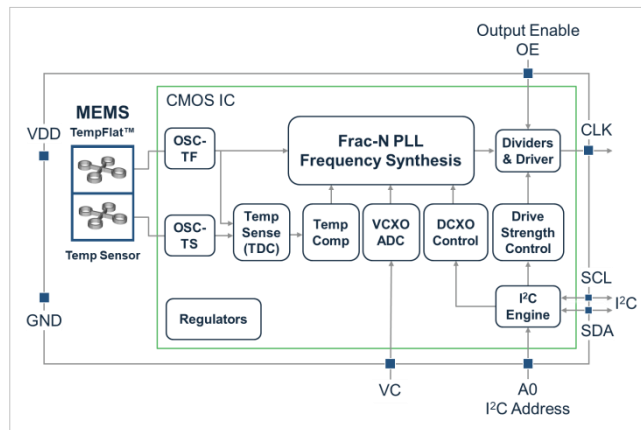 Output Enable
OE
CMOS IC
MEMS
TempFlat™
VDD
OSC-
TF
Frac-N PLL
Frequency Synthesis
Dividers
& Driver
CLK
OSC-
TS
Temp
Sense
(TDC)
Temp
Comp
VCXO
ADC
DCXO
Control
Drive
Strength
Control
Temp Sensor
SCL
I²C
SDA
I²C
Engine
GND
Regulators
VC
A0
I²C Address